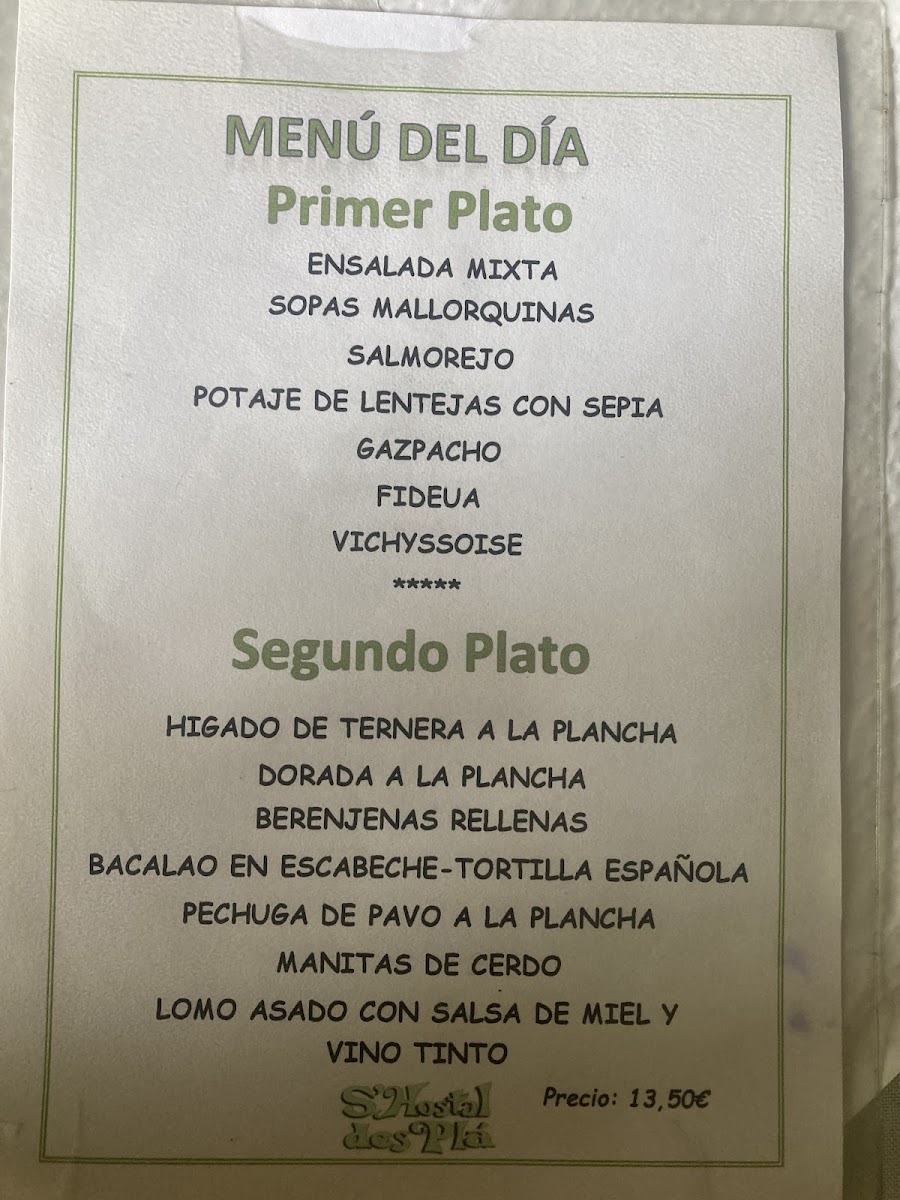 MENÚ DEL DÍA
Primer Plato
ENSALADA MIXTA
SOPAS MALLORQUINAS
SALMOREJO
POTAJE DE LENTEJAS CON SEPIA
GAZPACHO
FIDEUA
VICHYSSOISE
*****
Segundo Plato
HIGADO DE TERNERA A LA PLANCHA
DORADA A LA PLANCHA
BERENJENAS RELLENAS
BACALAO EN ESCABECHE-TORTILLA ESPAÑOLA
PECHUGA DE PAVO A LA PLANCHA
MANITAS DE CERDO
LOMO ASADO CON SALSA DE MIEL Y
VINO TINTO
S'Hostal
des Plá
Precio: 13,50€